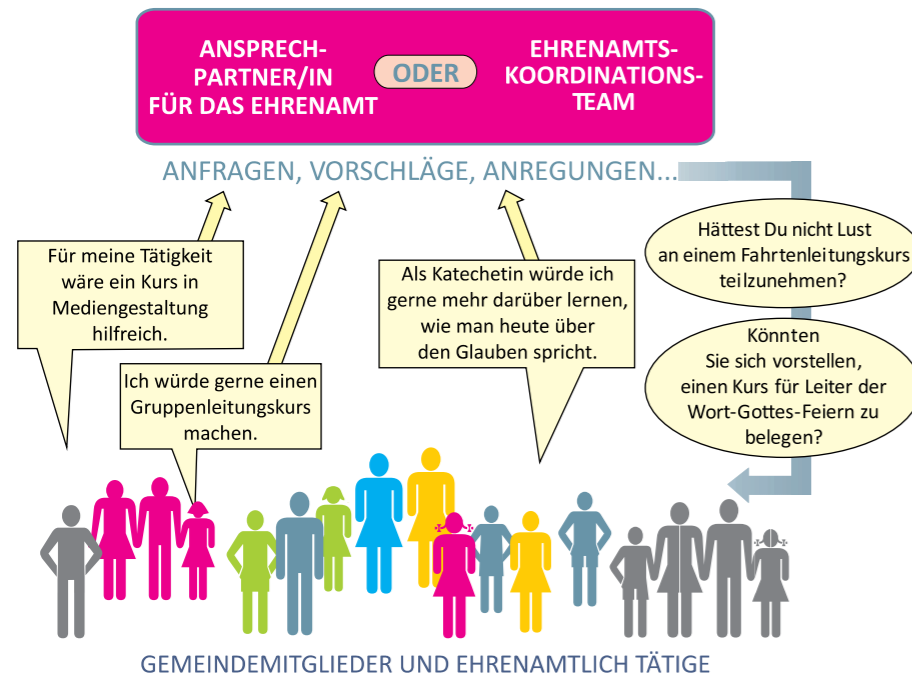 ANSPRECH-
PARTNER/IN
FÜR DAS EHRENAMT
ODER
EHRENAMTS-
KOORDINATIONS-
TEAM
ANFRAGEN, VORSCHLÄGE, ANREGUNGEN...
Für meine Tätigkeit
wäre ein Kurs in
Mediengestaltung
hilfreich.
Ich würde gerne einen
Gruppenleitungskurs
machen.
Als Katechetin würde ich
gerne mehr darüber lernen,
wie man heute über
den Glauben spricht.
Hättest Du nicht Lust
an einem Fahrtenleitungskurs
teilzunehmen?
Könnten
Sie sich vorstellen,
einen Kurs für Leiter der
Wort-Gottes-Feiern zu
belegen?
GEMEINDEMITGLIEDER UND EHRENAMTLICH TÄTIGE